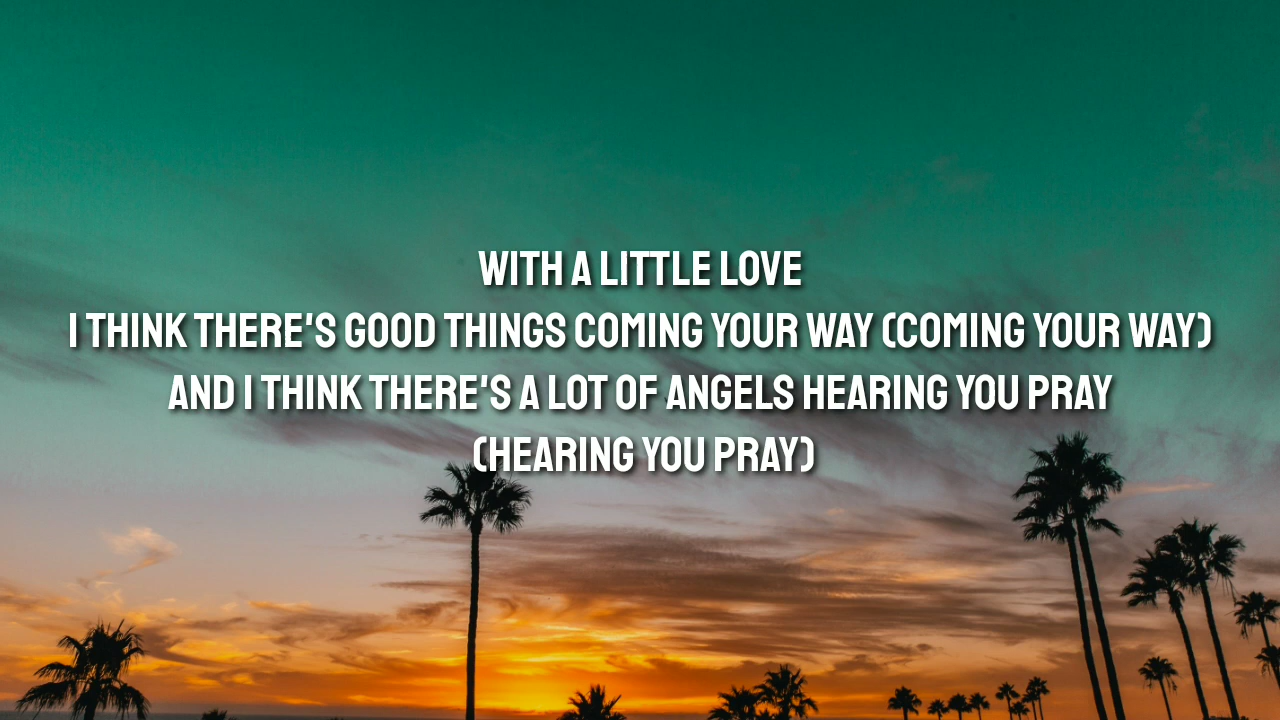 WITH A LITTLE LOVE
I THINK THERE'S GOOD THINGS COMING YOUR WAY (COMING YOUR WAY)
AND I THINK THERE'S A LOT OF ANGELS HEARING YOU PRAY
(HEARING YOU PRAY)